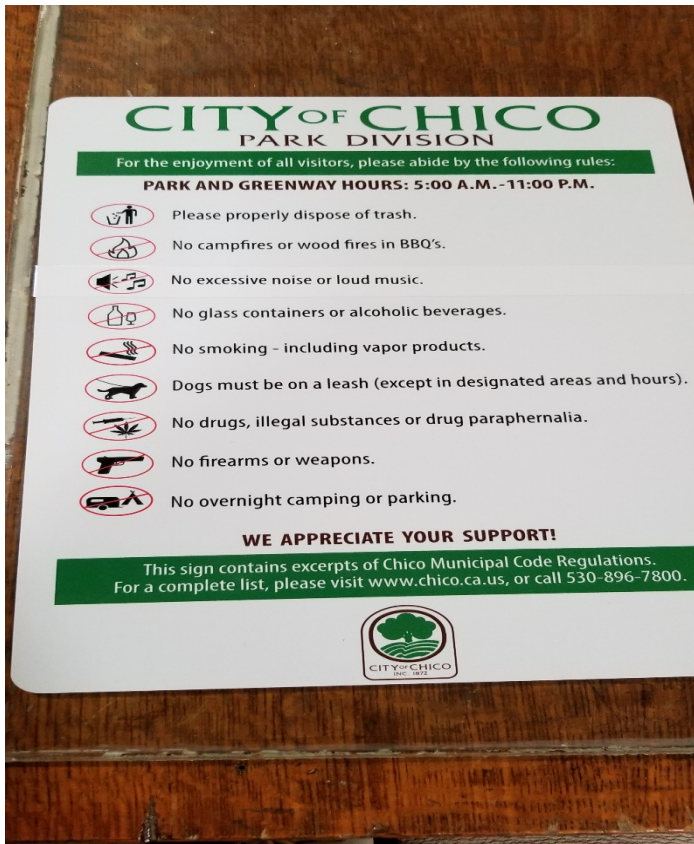 CITY OF CHICO
PARK DIVISION
For the enjoyment of all visitors, please abide by the following rules:
PARK AND GREENWAY HOURS: 5:00 A.M.-11:00 P.M.
Please properly dispose of trash.
No campfires or wood fires in BBQ's.
No excessive noise or loud music.
No glass containers or alcoholic beverages.
No smoking - including vapor products.
Dogs must be on a leash (except in designated areas and hours).
No drugs, illegal substances or drug paraphernalia.
No firearms or weapons.
No overnight camping or parking.
WE APPRECIATE YOUR SUPPORT!
This sign contains excerpts of Chico Municipal Code Regulations.
For a complete list, please visit www.chico.ca.us, or call 530-896-7800.
CITY OF CHICO
INC. 1872